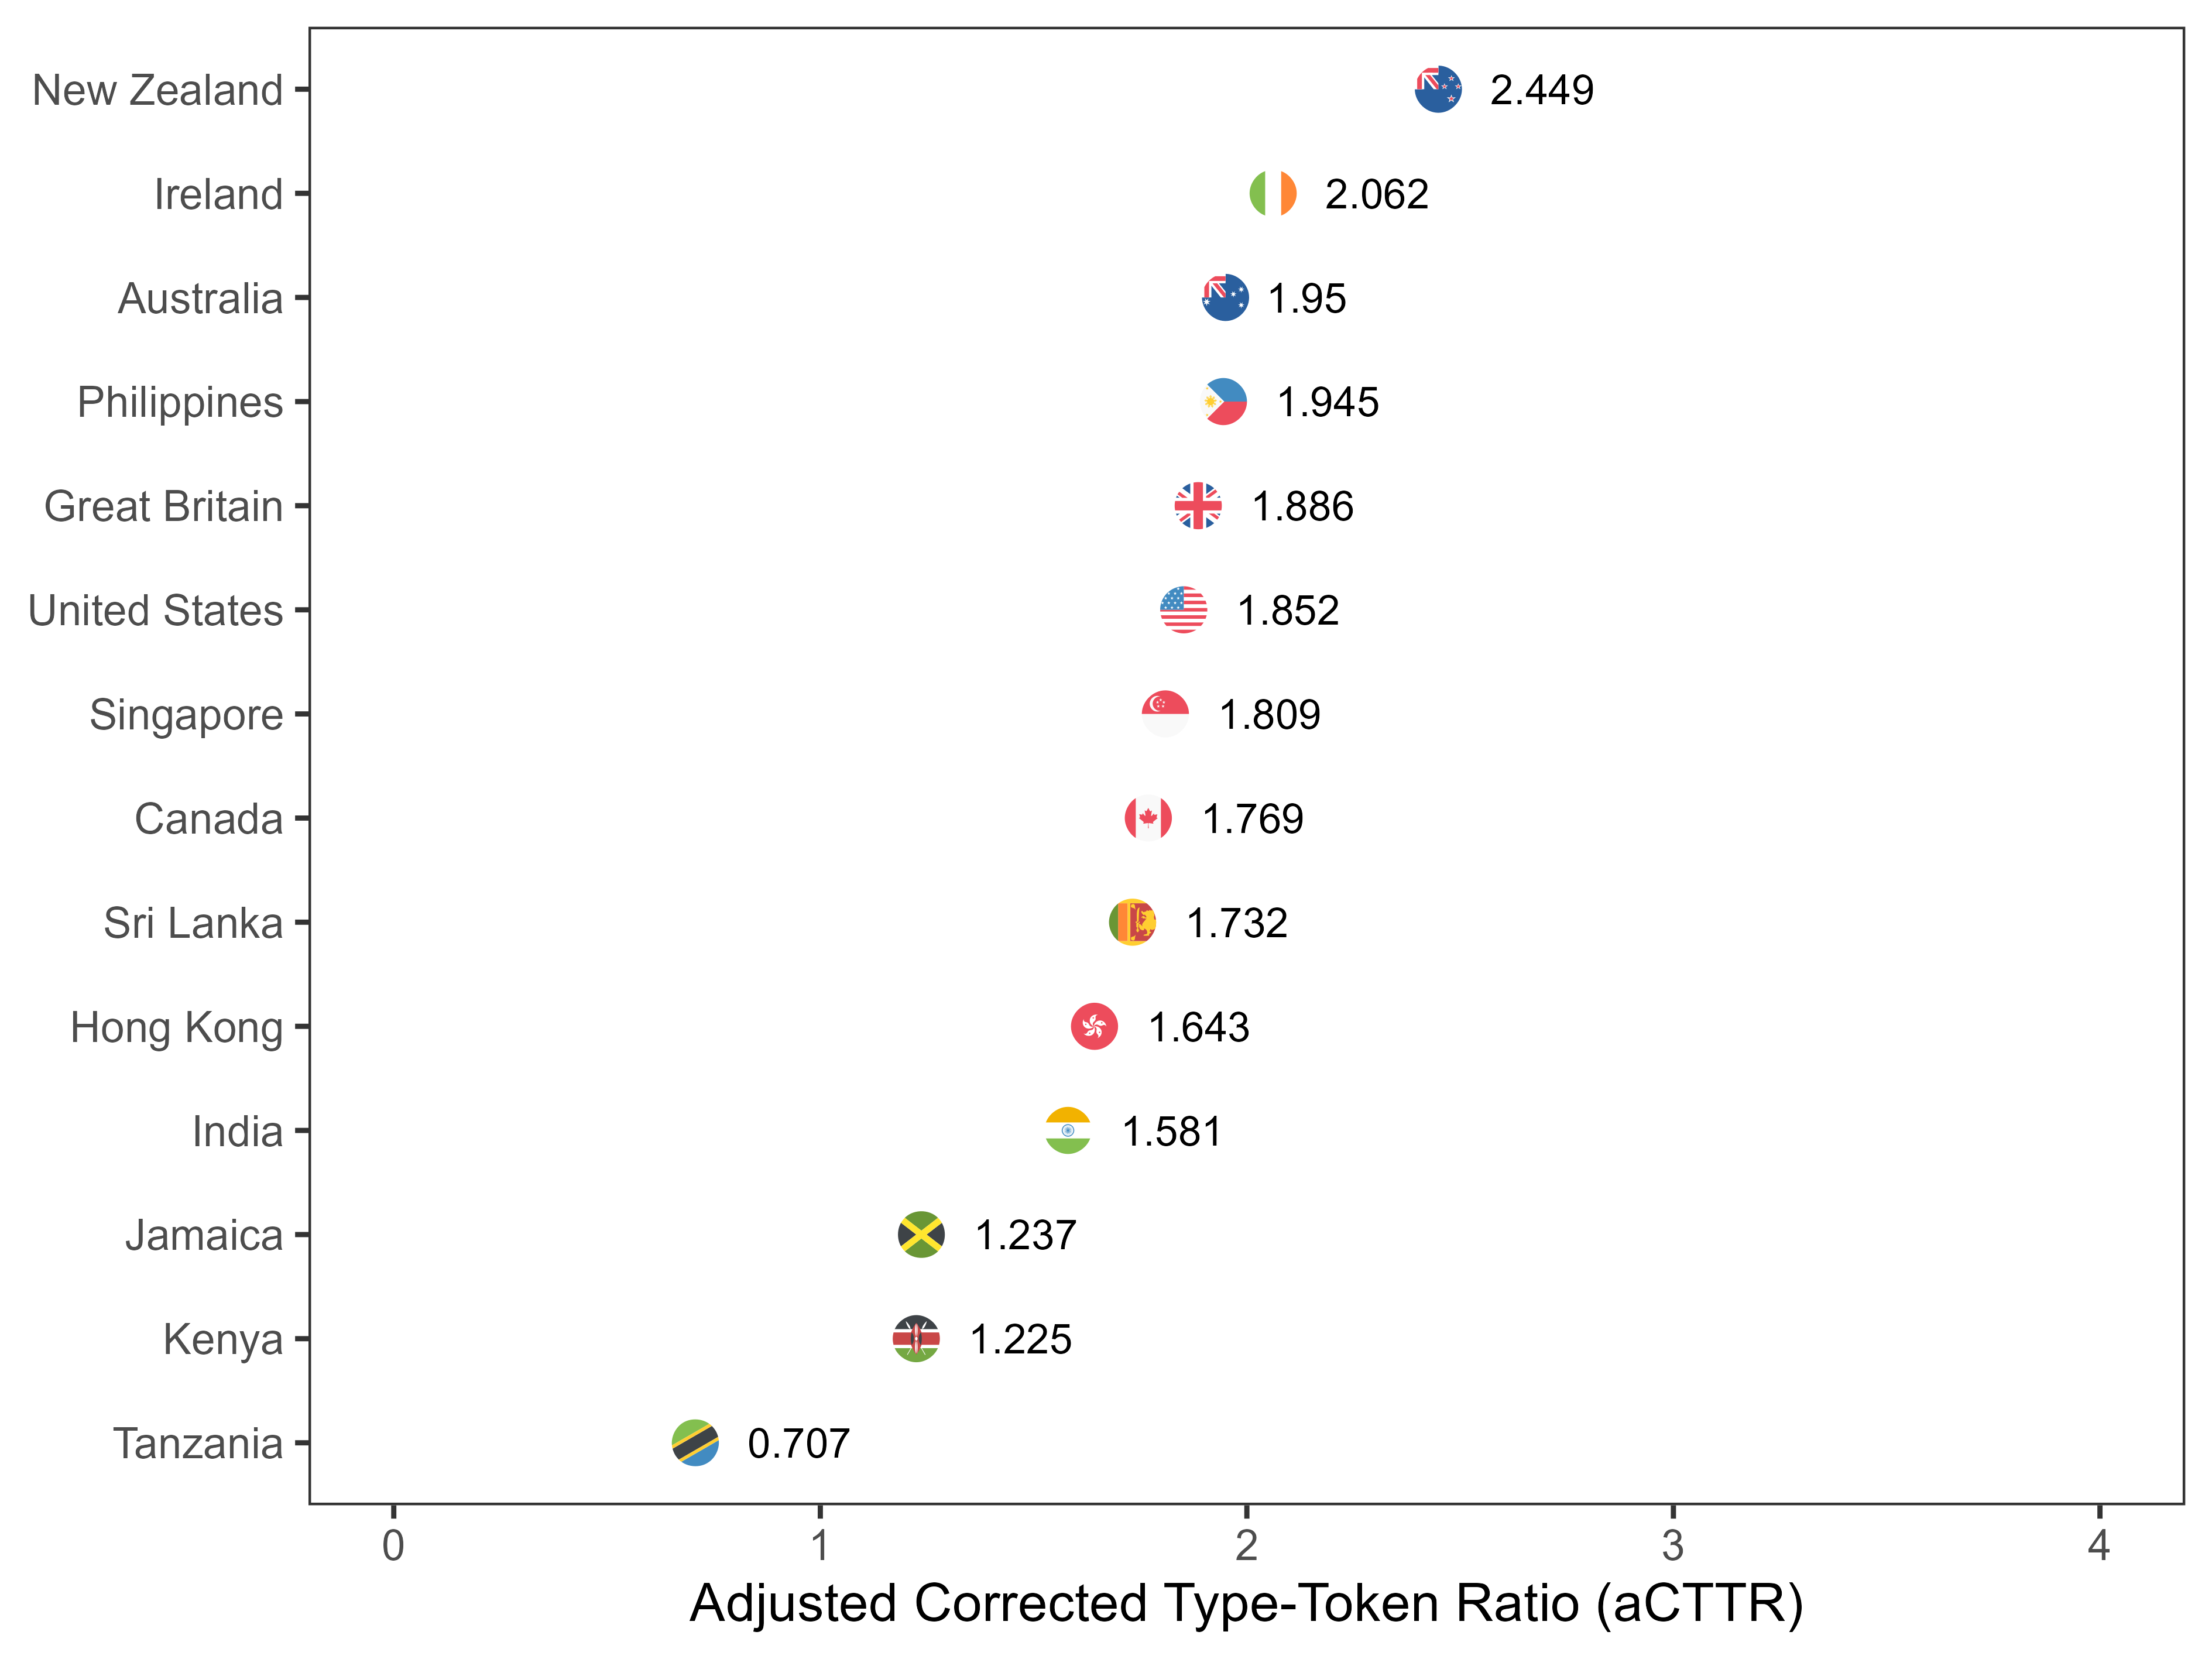 New Zealand 2.449
Ireland 2.062
Australia 1.95
Philippines 1.945
Great Britain 1.886
United States 1.852
Singapore 1.809
Canada 1.769
Sri Lanka 1.732
Hong Kong 1.643
India 1.581
Jamaica 1.237
Kenya 1.225
Tanzania 0.707
0 1 2 3 4
Adjusted Corrected Type-Token Ratio (aCTTR)